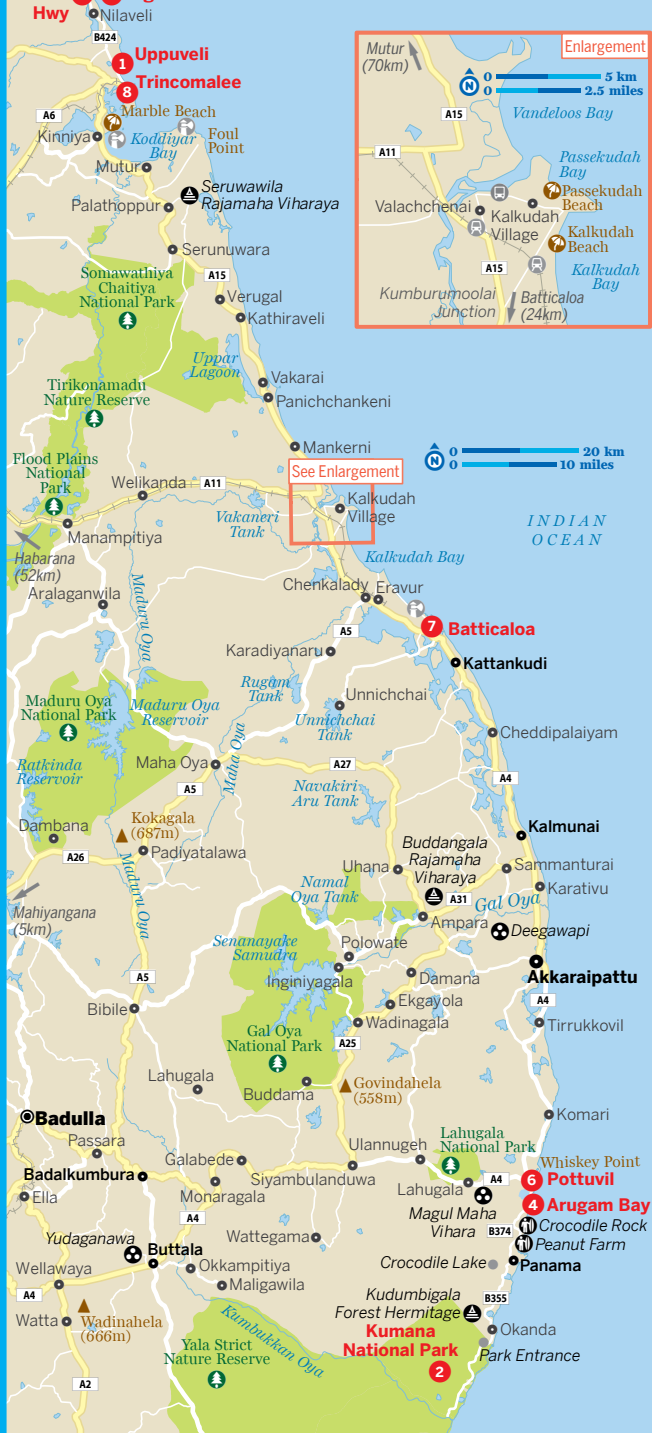 Hwy
Nilaveli
B424
1 Uppuveli
8 Trincomalee
Marble Beach
A6
Kinniya
Koddiyar
Bay
Foul
Point
Mutur
Seruwawila
Rajamaha Viharaya
Palathoppur
Serunuwara
Somawathiya
Chaitiya
National Park
A15
Verugal
Kathiraveli
Uppar
Lagoon
Vakarai
Panichchankeni
Tirikonamadu
Nature Reserve
Mankerni
Flood Plains
National
Park
Welikanda
A11
See Enlargement
Kalkudah
Village
Vakaneri
Tank
Manampitiya
Habarana
(52km)
Kalkudah Bay
Enlargement
Mutur
(70km)
N
0 5 km
0 2.5 miles
A15
Vandeloos Bay
A11
Passekudah
Bay
Passekudah
Beach
Valachchenai
Kalkudah
Village
Kalkudah
Beach
A15
Kalkudah
Bay
Kumburumoolai
Junction
Batticaloa
(24km)
N
0 20 km
0 10 miles
INDIAN
OCEAN
Aralaganwila
Maduru Oya
Chenkalady
Eravur
7 Batticaloa
A5
Karadiyanaru
Kattankudi
Rugam
Tank
Unnichchai
Unnichchai
Tank
Maduru Oya
National Park
Maduru Oya
Reservoir
Cheddipalaiyam
Ratkinda
Reservoir
Maha Oya
Maha Oya
A27
A4
A5
Navakiri
Aru Tank
Kokagala
(687m)
Kalmunai
Dambana
Padiyatalawa
Buddangala
Rajamaha
Viharaya
A26
Uhana
Sammanturai
Mahiyangana
(5km)
Maduru Oya
Namal
Oya Tank
A31
Gal Oya
Karativu
Ampara
Deegawapi
Senanayake
Samudra
Polowate
Inginiyagala
Damana
Akkaraipattu
A5
Bibile
Ekgayola
A4
Wadinagala
Tirrukkovil
Gal Oya
National Park
A25
Lahugala
Buddama
Govindahela
(558m)
Badulla
Komari
Passara
Galabede
Ulannugeh
Lahugala
National Park
Whiskey Point
Badalkumbura
Siyambulanduwa
A4
6 Pottuvil
Ella
Monaragala
Lahugala
4 Arugam Bay
A4
Magul Maha
Vihara
B374
Crocodile Rock
Peanut Farm
Yudaganawa
Buttala
Wattegama
Okkampitiya
Crocodile Lake
Panama
Wellawaya
Maligawila
A4
Kudumbigala
Forest Hermitage
B355
Watta
Wadinahela
(666m)
Kumbukkan Oya
Okanda
Kumana
National Park
2
Park Entrance
Yala Strict
Nature Reserve
A2